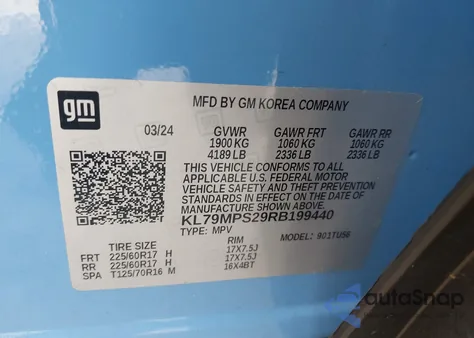 gm
MFD BY GM KOREA COMPANY
03/24 GVWR GAWR FRT GAWR RR
1900 KG 1060 KG 1060 KG
4189 LB 2336 LB 2336 LB
THIS VEHICLE CONFORMS TO ALL
APPLICABLE U.S. FEDERAL MOTOR
VEHICLE SAFETY AND THEFT PREVENTION
STANDARDS IN EFFECT ON THE DATE OF
MANUFACTURE SHOWN ABOVE.
KL79MPS29RB199440
TYPE: MPV MODEL: 901TU56
TIRE SIZE RIM
FRT 225/60R17 H 17X7.5J
RR 225/60R17 H 17X7.5J
SPA T125/70R16 M 16X4BT
autoSnap